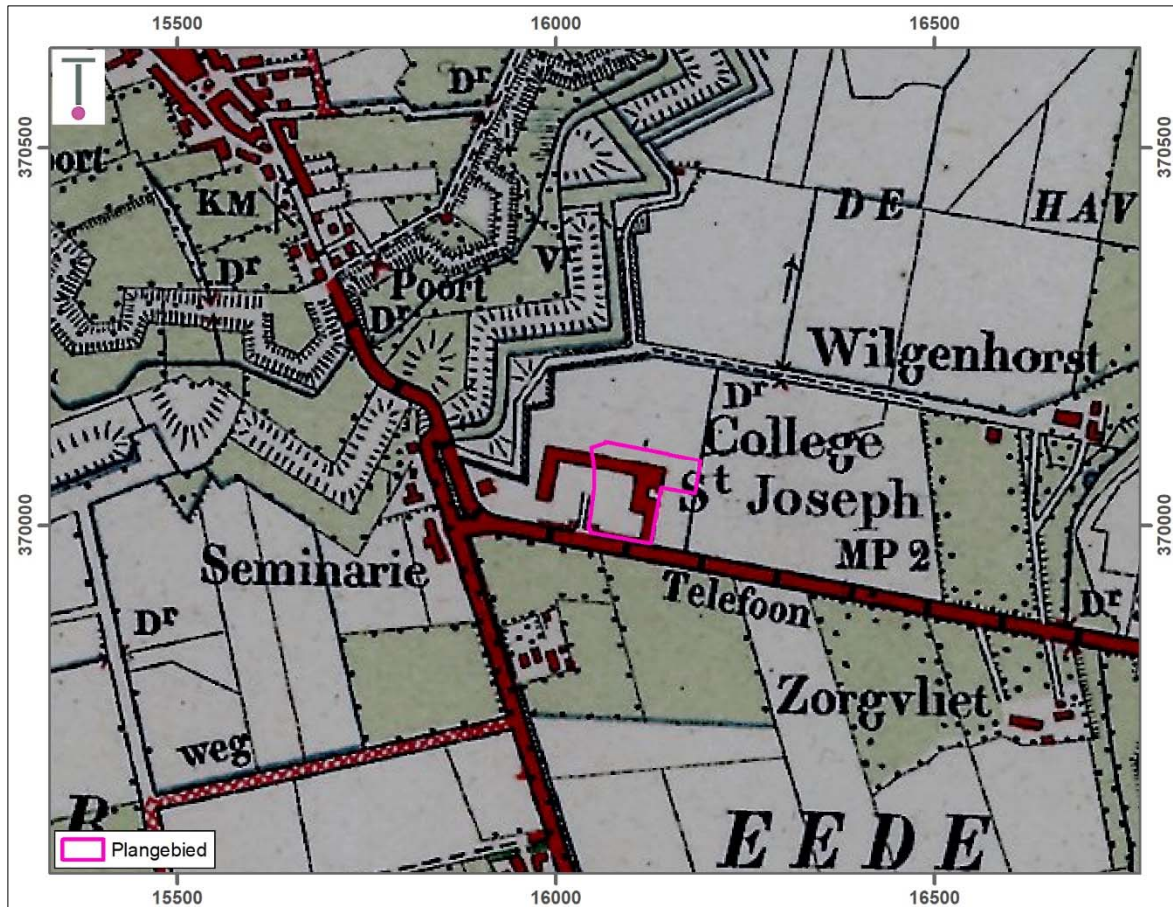 15500 16000 16500
370500 370500
Dr
oort
KM
DE HAV
Dr
Poort
V
Dr
Wilgenhorst
Dr
College
St Joseph
MP 2
370000 370000
Seminarie
Telefoon
Dr
Dr
Zorgvliet
weg
R
EEDE
Plangebied
15500 16000 16500